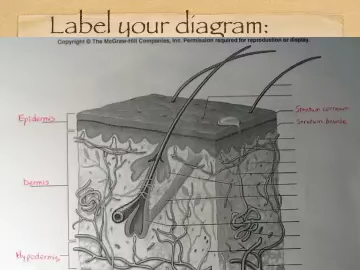 Label your diagram:
Copyright © The McGraw-Hill Companies, Inc. Permission required for reproduction or display.
Epidermis
Stratum corneum
Stratum basale
Dermis
Hypodermis